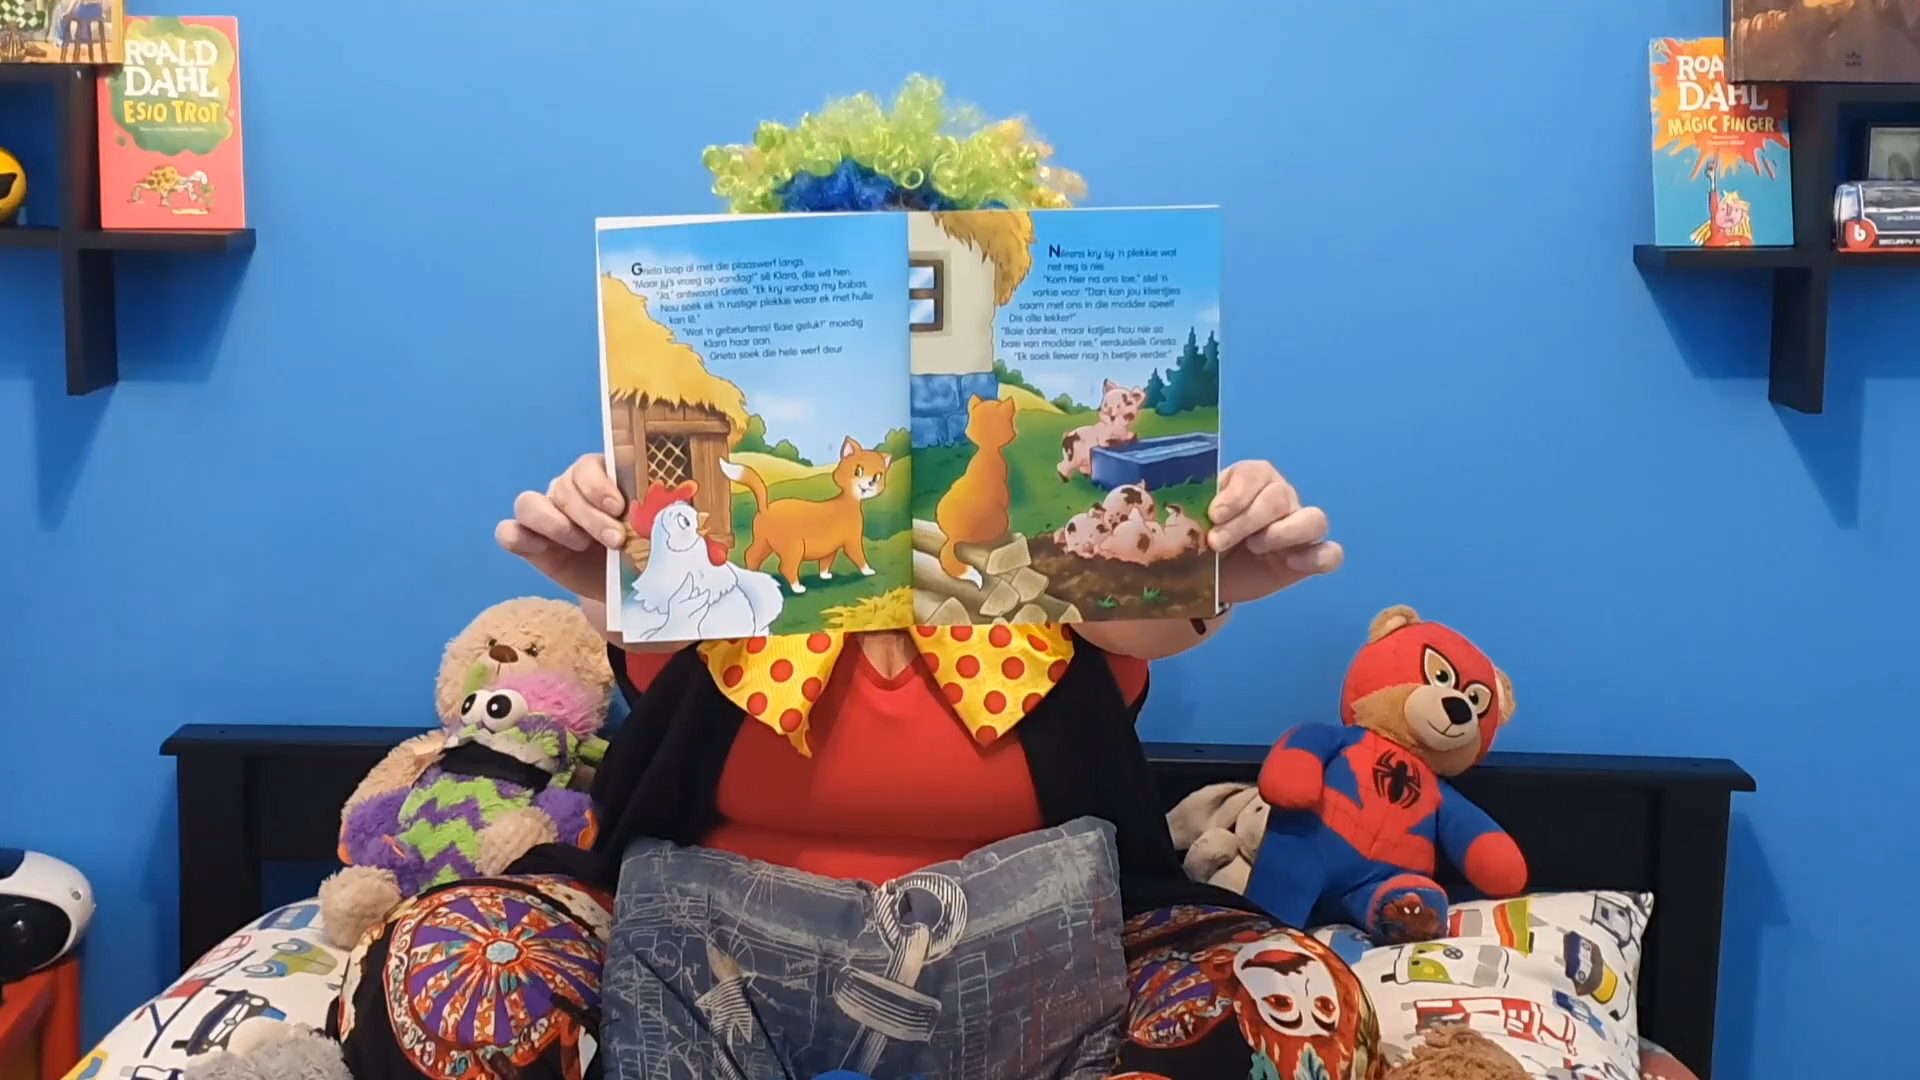 ROALD
DAHL
ESIO TROT
Grieta loop al met die plaaswerf langs.
"Maar jy's vroeg op vandag!" sê Klara, die wit hen.
"Ja," antwoord Grieta. "Ek kry vandag my babas.
Nou soek ek 'n rustige plekkie waar ek met hulle
kan lê."
"Wat 'n gebeurtenis! Baie geluk!" moedig
Klara haar aan.
Grieta soek die hele werf deur.
Nêrens kry sy 'n plekkie wat
net reg is nie.
"Kom hier na ons toe," stel 'n
varkie voor. "Dan kan jou kleintjies
saam met ons in die modder speel!
Dis alte lekker!"
"Baie dankie, maar katjies hou nie so
baie van modder nie," verduidelik Grieta.
"Ek soek liewer nog 'n bietjie verder."
ROA
DAHL
MAGIC FINGER